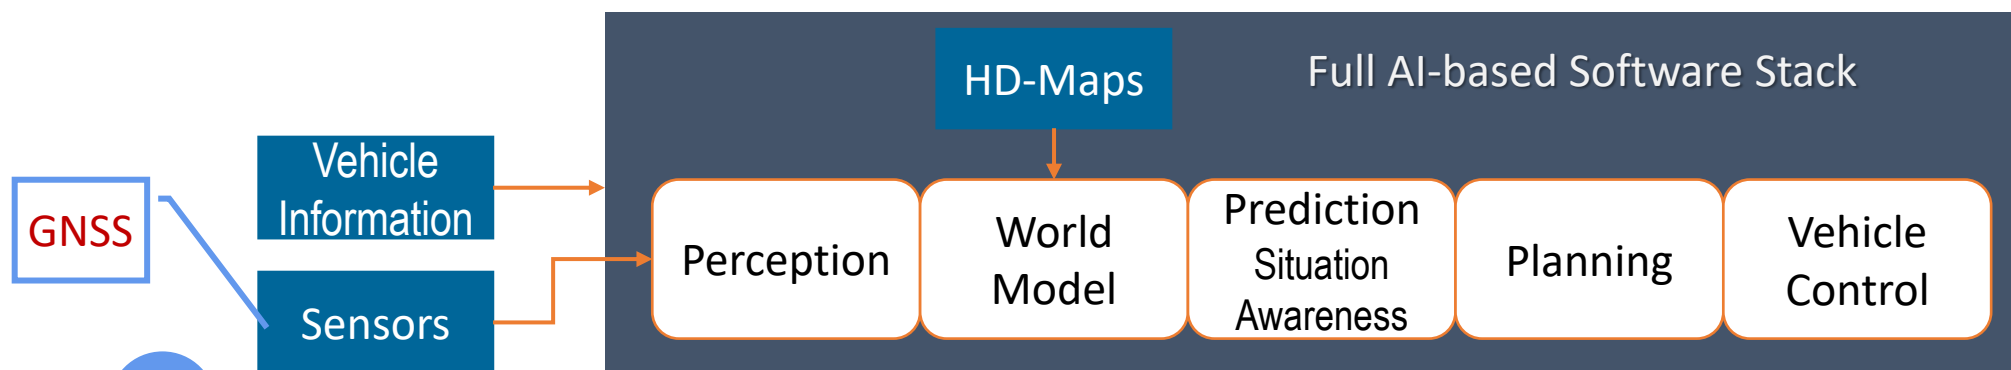 HD-Maps
Full AI-based Software Stack
Vehicle
Information
GNSS
Sensors
Perception
World
Model
Prediction
Situation
Awareness
Planning
Vehicle
Control